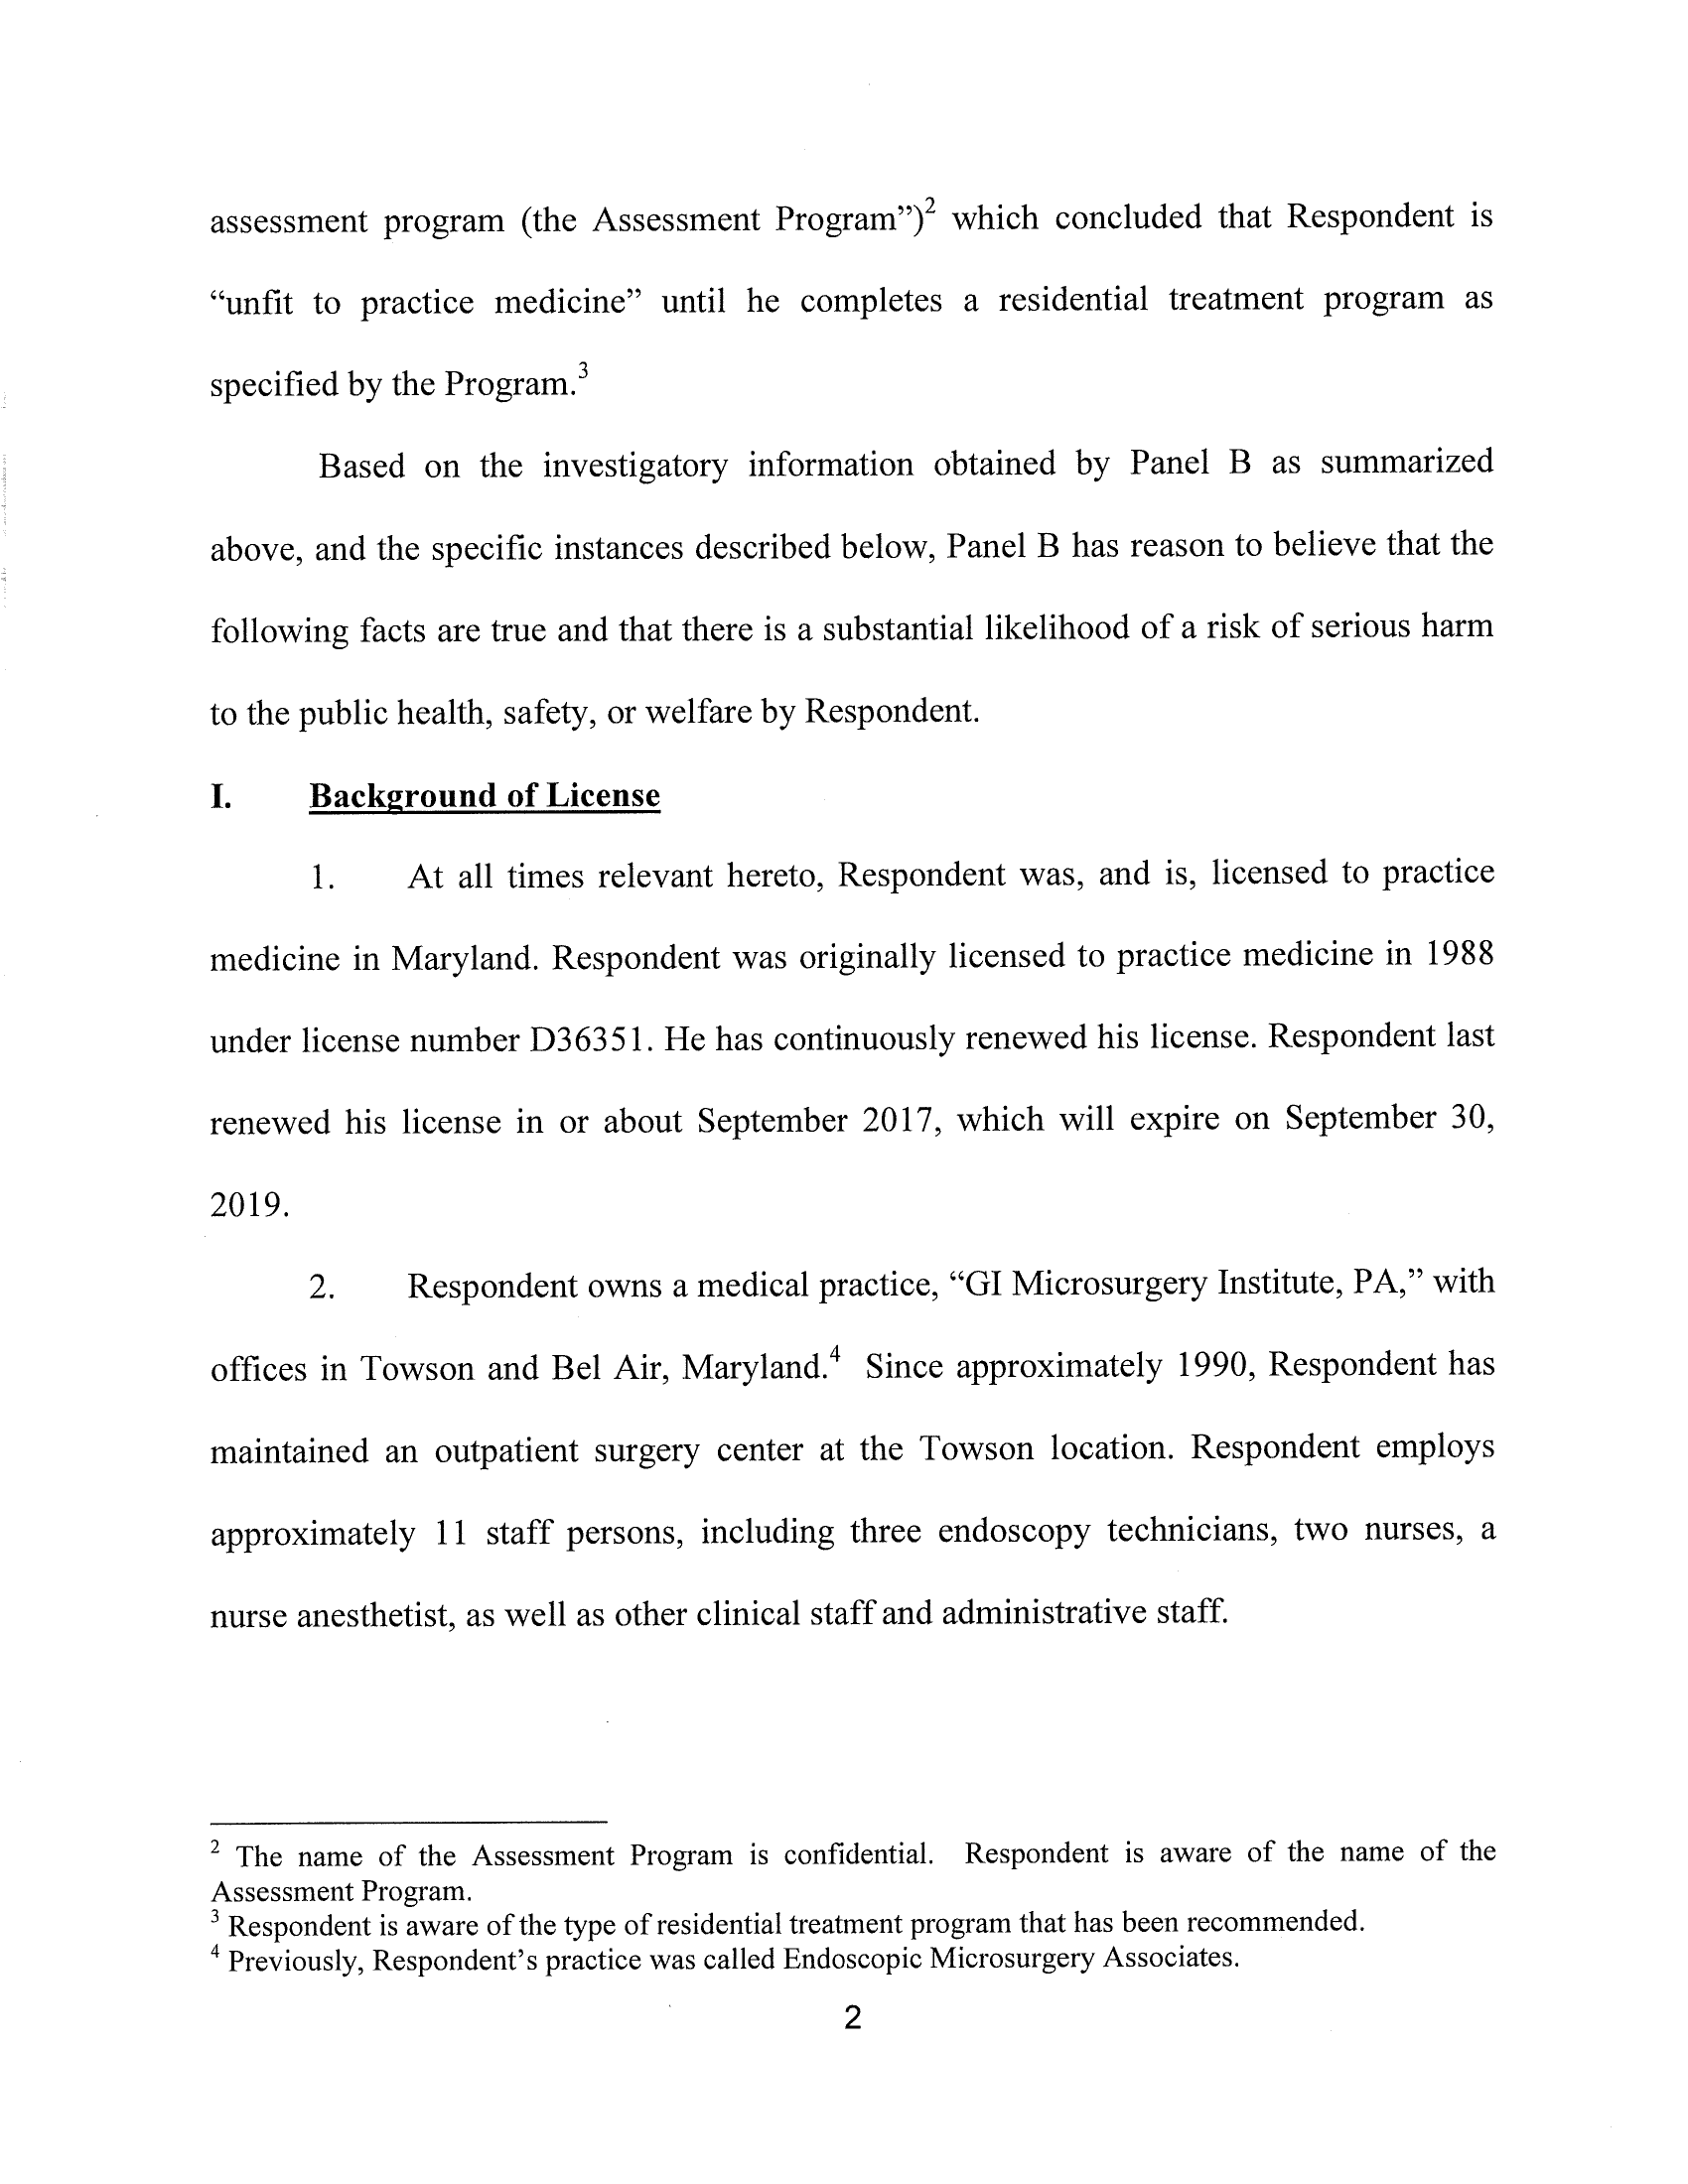 assessment program (the Assessment Program”)2 which concluded that Respondent is
“unfit to practice medicine” until he completes a residential treatment program as
specified by the Program.3
Based on the investigatory information obtained by Panel B as summarized
above, and the specific instances described below, Panel B has reason to believe that the
following facts are true and that there is a substantial likelihood of a risk of serious harm
to the public health, safety, or welfare by Respondent.
I. Background of License
1. At all times relevant hereto, Respondent was, and is, licensed to practice
medicine in Maryland. Respondent was originally licensed to practice medicine in 1988
under license number D36351. He has continuously renewed his license. Respondent last
renewed his license in or about September 2017, which will expire on September 30,
2019.
2. Respondent owns a medical practice, “GI Microsurgery Institute, PA,” with
offices in Towson and Bel Air, Maryland.4 Since approximately 1990, Respondent has
maintained an outpatient surgery center at the Towson location. Respondent employs
approximately 11 staff persons, including three endoscopy technicians, two nurses, a
nurse anesthetist, as well as other clinical staff and administrative staff.
2 The name of the Assessment Program is confidential. Respondent is aware of the name of the
Assessment Program.
3 Respondent is aware of the type of residential treatment program that has been recommended.
4 Previously, Respondent’s practice was called Endoscopic Microsurgery Associates.
2